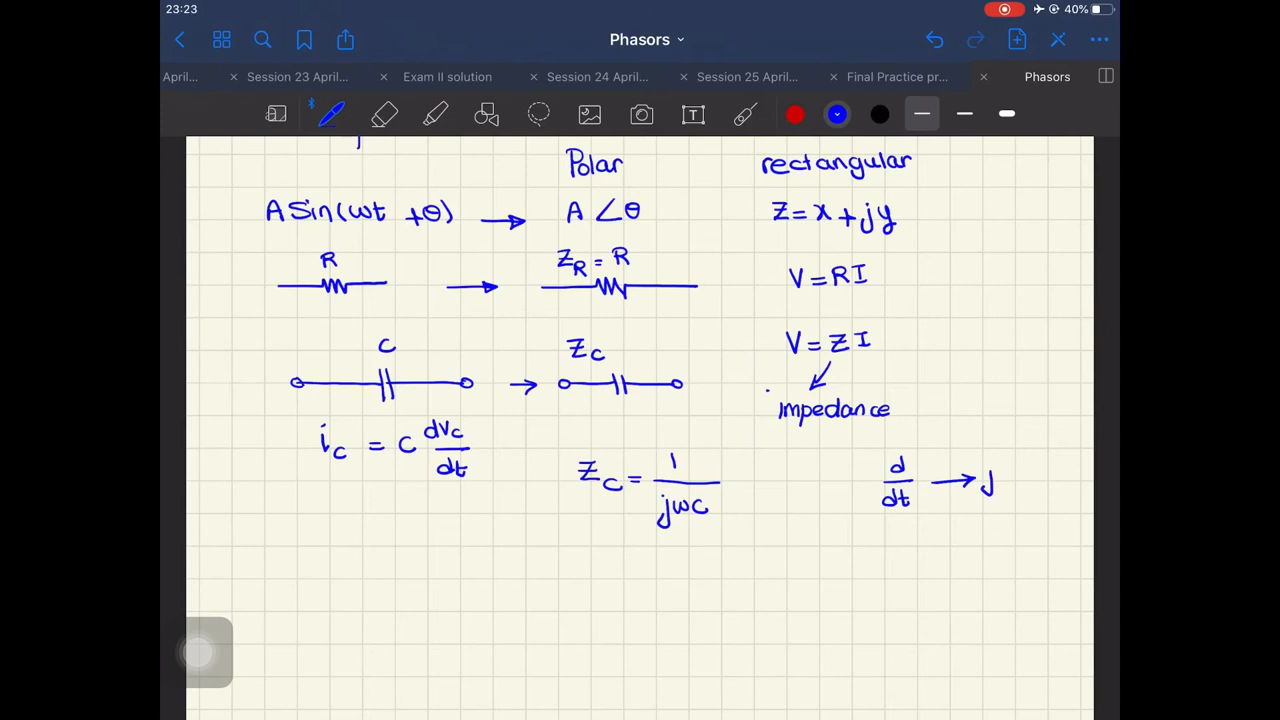 23:23
40%
Phasors
April...
Session 23 April...
Exam II solution
Session 24 April...
Session 25 April...
Final Practice pr...
Phasors
Polar
rectangular
A Sin(ωt + θ) → A ∠θ
Z = x + jy
R → Z_R = R
V = R I
C → Z_C
V = Z I
impedance
i_C = C dV_C/dt
Z_C = 1/jωC
d/dt → j